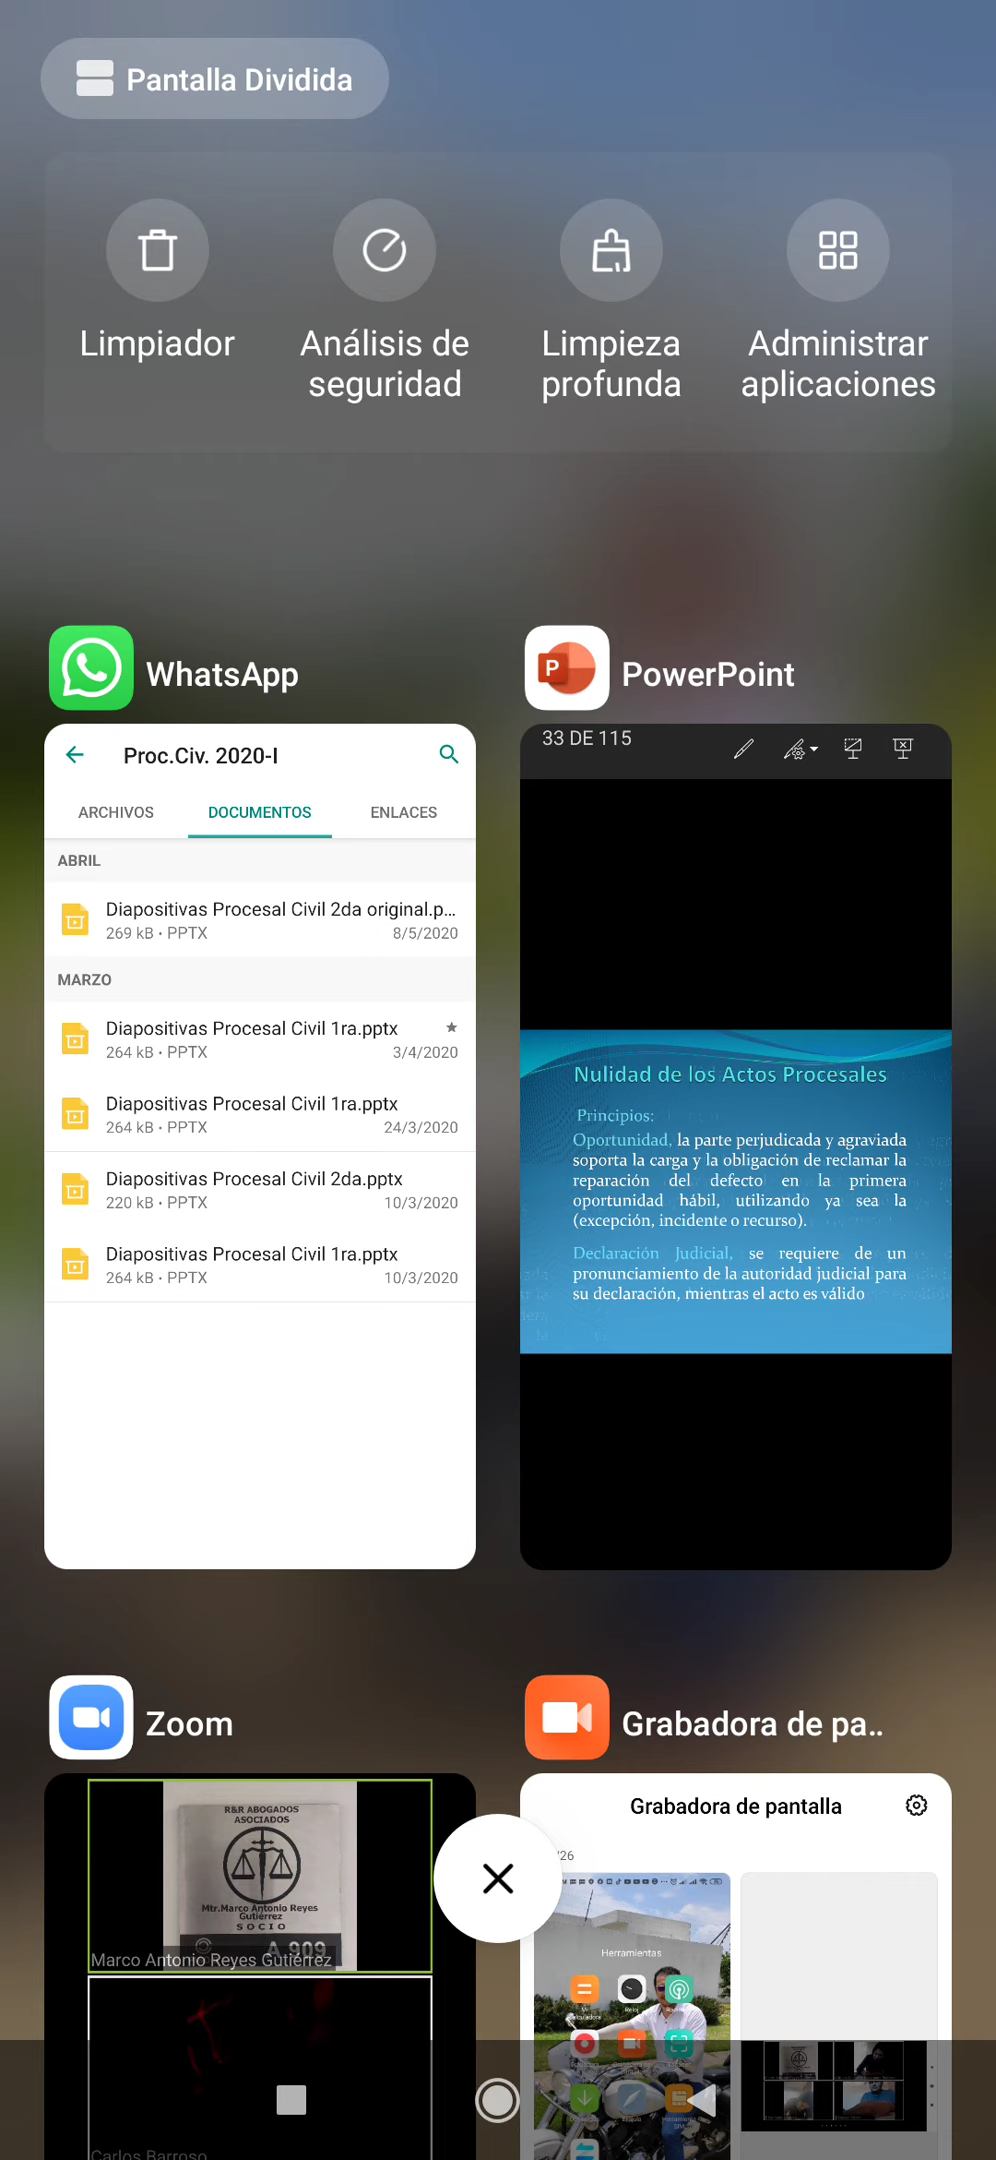 Pantalla Dividida
Limpiador
Análisis de
seguridad
Limpieza
profunda
Administrar
aplicaciones
WhatsApp
Proc.Civ. 2020-I
ARCHIVOS
DOCUMENTOS
ENLACES
ABRIL
Diapositivas Procesal Civil 2da original.p...
269 kB • PPTX
8/5/2020
MARZO
Diapositivas Procesal Civil 1ra.pptx
264 kB • PPTX
3/4/2020
Diapositivas Procesal Civil 1ra.pptx
264 kB • PPTX
24/3/2020
Diapositivas Procesal Civil 2da.pptx
220 kB • PPTX
10/3/2020
Diapositivas Procesal Civil 1ra.pptx
264 kB • PPTX
10/3/2020
PowerPoint
33 DE 115
Nulidad de los Actos Procesales
Principios:
Oportunidad, la parte perjudicada y agraviada
soporta la carga y la obligación de reclamar la
reparación del defecto en la primera
oportunidad hábil, utilizando ya sea la
(excepción, incidente o recurso).
Declaración Judicial, se requiere de un
pronunciamiento de la autoridad judicial para
su declaración, mientras el acto es válido
Zoom
R&R ABOGADOS
ASOCIADOS
Mtr.Marco Antonio Reyes
Gutiérrez
SOCIO
A 909
Marco Antonio Reyes Gutiérrez
Carlos Barroso
Grabadora de pa..
Grabadora de pantalla
/26
Herramientas